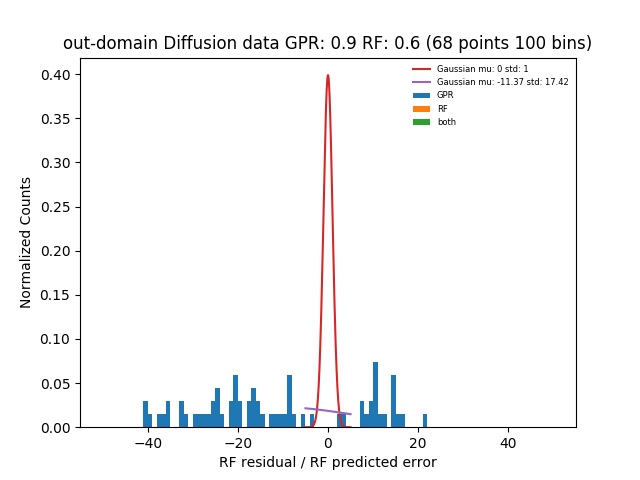 out-domain Diffusion data GPR: 0.9 RF: 0.6 (68 points 100 bins)
Gaussian mu: 0 std: 1
Gaussian mu: -11.37 std: 17.42
GPR
RF
both
0.40
0.35
0.30
0.25
0.20
0.15
0.10
0.05
0.00
Normalized Counts
−40
−20
0
20
40
RF residual / RF predicted error